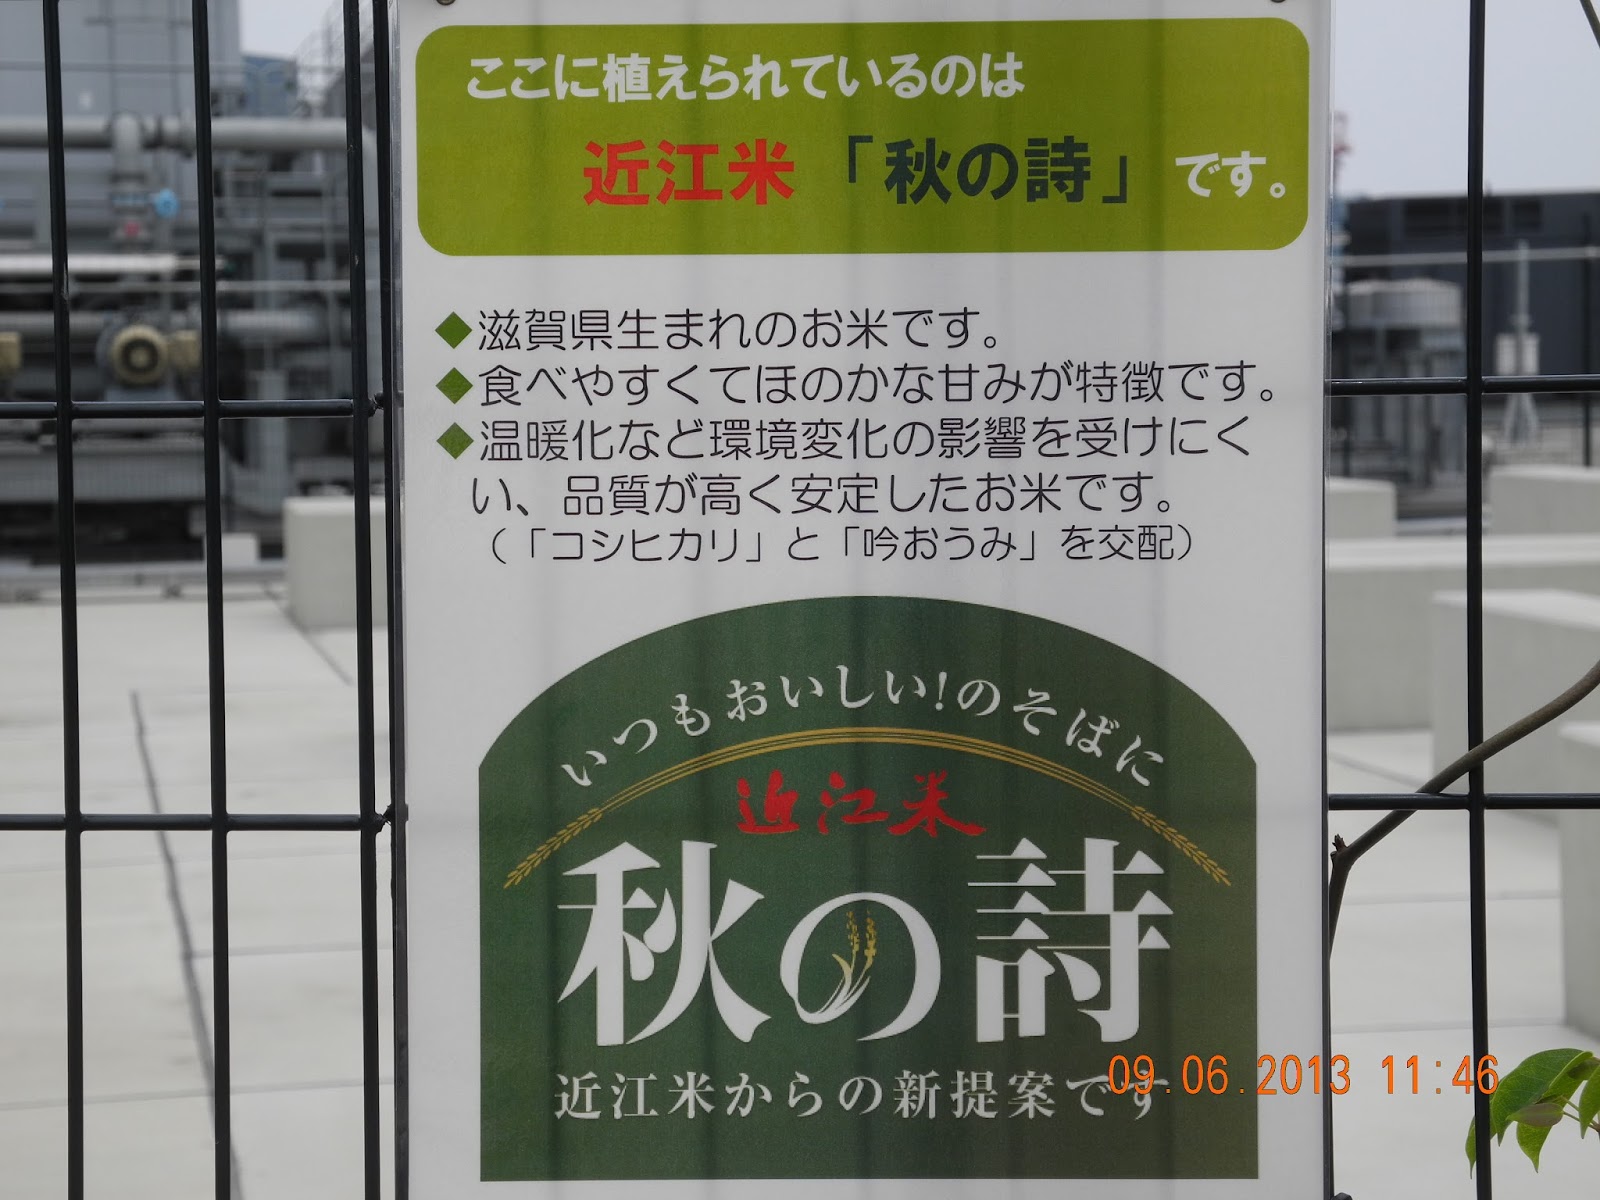 ここに植えられているのは
近江米「秋の詩」です。
◆滋賀県生まれのお米です。
◆食べやすくてほのかな甘みが特徴です。
◆温暖化など環境変化の影響を受けにく
い、品質が高く安定したお米です。
（「コシヒカリ」と「吟おうみ」を交配）
いつもおいしい!のそばに
近江米
秋の詩
近江米からの新提案です
09.06.2013 11:46